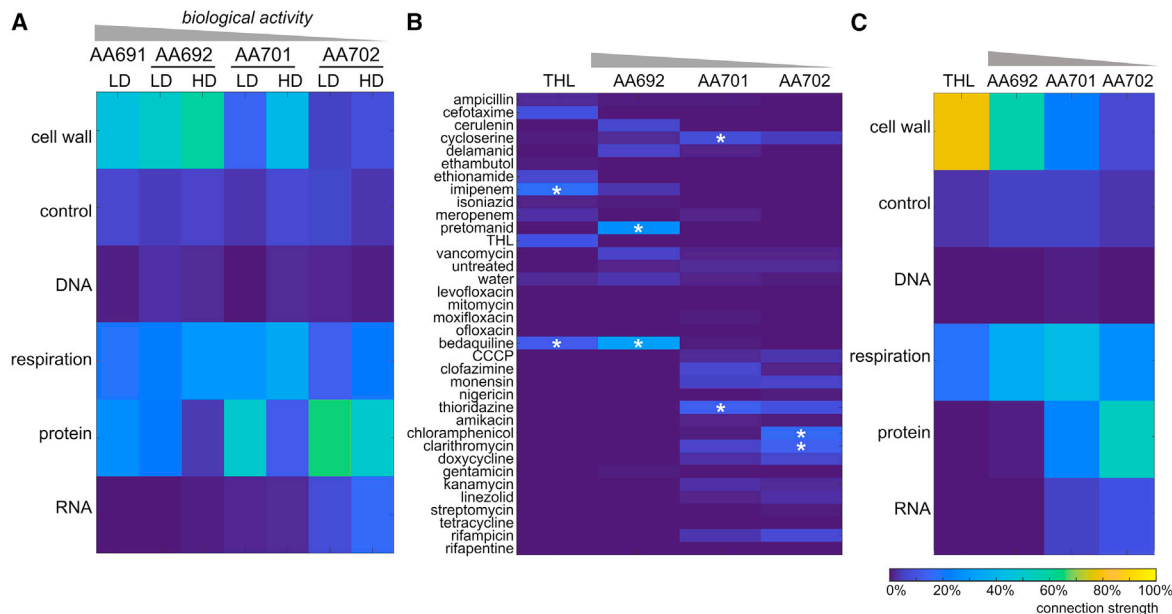 A
biological activity
AA691 AA692 AA701 AA702
LD LD HD LD HD LD HD
cell wall
control
DNA
respiration
protein
RNA
B
THL AA692 AA701 AA702
ampicillin
cefotaxime
cerulenin
cycloserine *
delamanid
ethambutol
ethionamide
imipenem *
isoniazid
meropenem
pretomanid *
THL
vancomycin
untreated
water
levofloxacin
mitomycin
moxifloxacin
ofloxacin
bedaquiline * *
CCCP
clofazimine
monensin
nigericin
thioridazine *
amikacin
chloramphenicol *
clarithromycin *
doxycycline
gentamicin
kanamycin
linezolid
streptomycin
tetracycline
rifampicin
rifapentine
C
THL AA692 AA701 AA702
cell wall
control
DNA
respiration
protein
RNA
0% 20% 40% 60% 80% 100%
connection strength